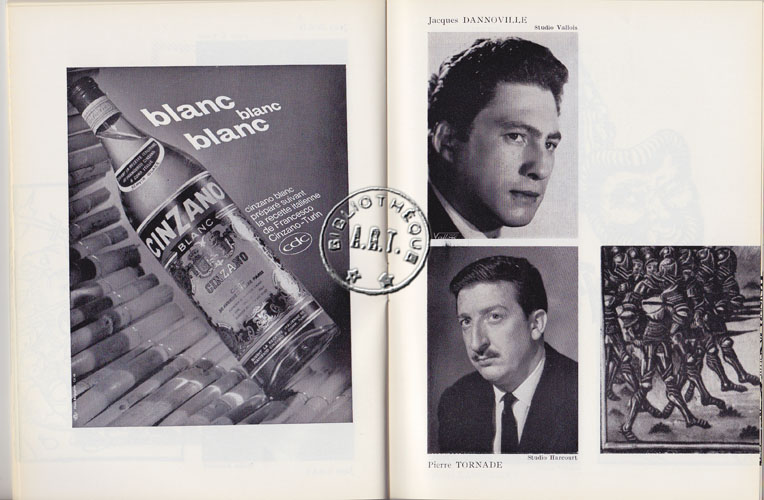 blanc
blanc
blanc
cinzano blanc
préparé suivant
la recette italienne
de Francesco
Cinzano-Turin
cdc
CINZANO
BLANC
CINZANO
BIBLIOTHÈQUE
A.R.T.
Jacques DANNOVILLE
Studio Vallois
Studio Harcourt
Pierre TORNADE